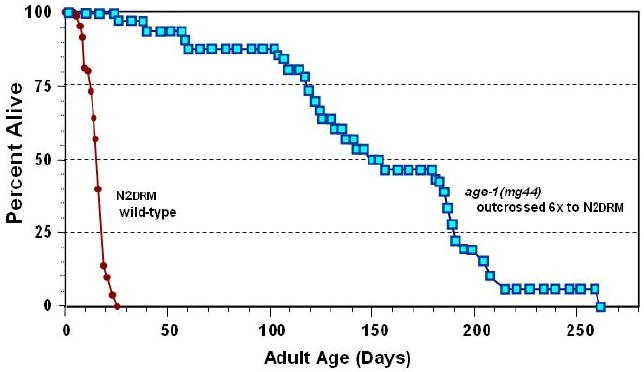 100
75
50
25
0
Percent Alive
N2DRM
wild-type
age-1(mg44)
outcrossed 6x to N2DRM
0 50 100 150 200 250
Adult Age (Days)